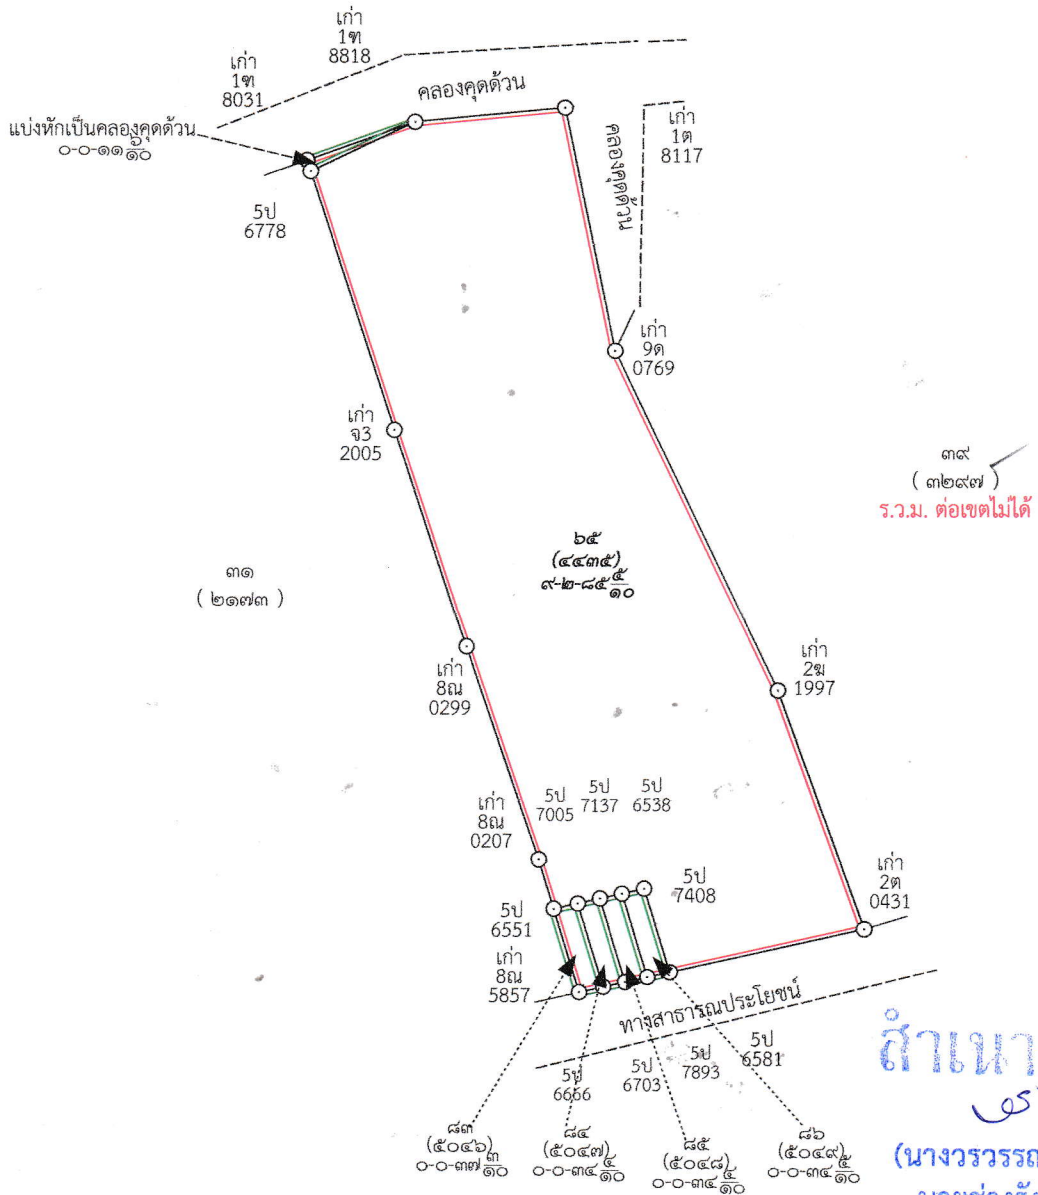 เก่า
1ฑ
8818
เก่า
1ฑ
8031
คลองคุดด้วน
แบ่งหักเป็นคลองคุดด้วน
๐-๐-๑๑ ๖/๑๐
คลองคุดด้วน
เก่า
1ต
8117
5ป
6778
เก่า
9ด
0769
เก่า
จ3
2005
๓๙
( ๓๒๙๗ )
ร.ว.ม. ต่อเขตไม่ได้
๖๕
(๔๔๓๕)
๙-๒-๘๕ ๕/๑๐
๓๑
( ๒๑๗๓ )
เก่า
8ณ
0299
เก่า
2ฆ
1997
5ป
7005
5ป
7137
5ป
6538
เก่า
8ณ
0207
5ป
7408
เก่า
2ต
0431
5ป
6551
เก่า
8ณ
5857
ทางสาธารณประโยชน์
5ป
6666
5ป
6703
5ป
7893
5ป
6581
๘๓
(๕๐๔๖)
๐-๐-๓๗ ๓/๑๐
๘๔
(๕๐๔๗)
๐-๐-๓๔ ๕/๑๐
๘๕
(๕๐๔๘)
๐-๐-๓๔ ๕/๑๐
๘๖
(๕๐๔๙)
๐-๐-๓๔ ๕/๑๐
สำเนา